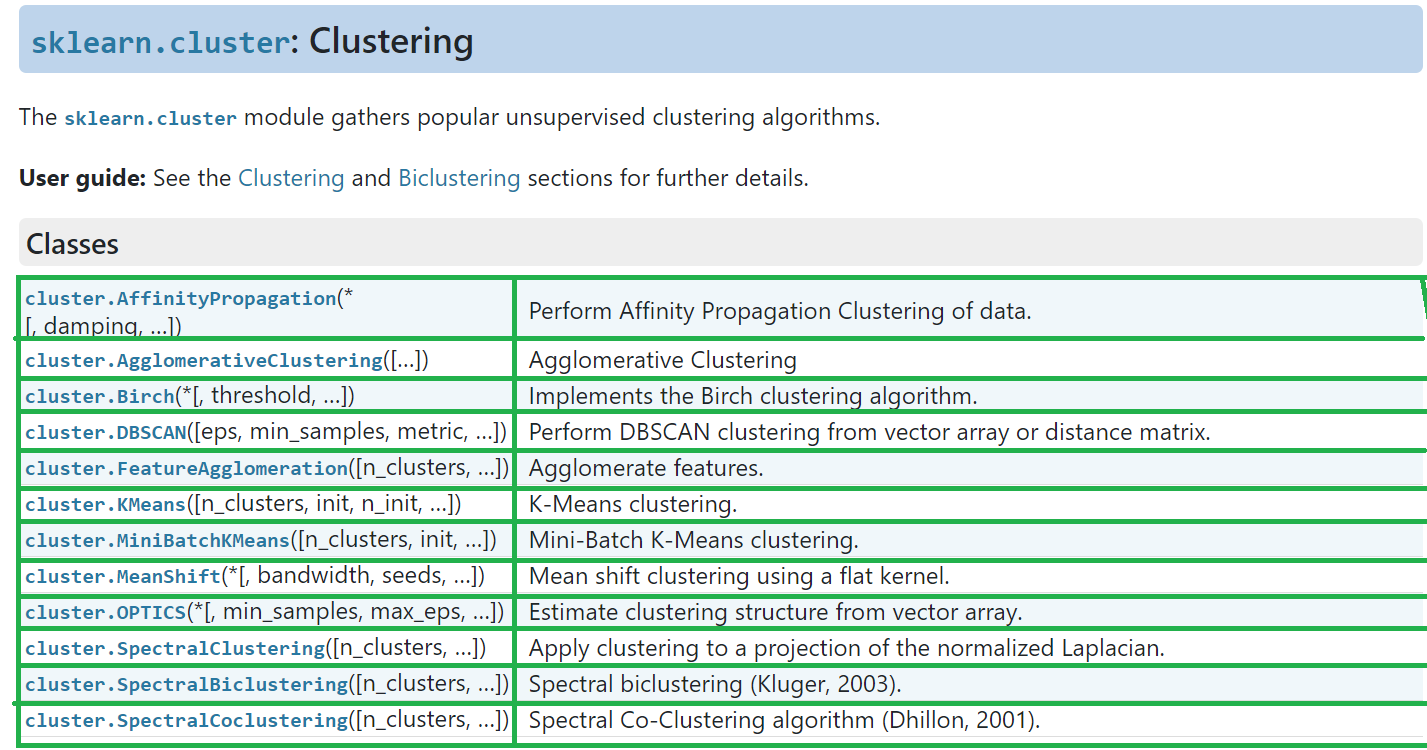 sklearn.cluster: Clustering
The sklearn.cluster module gathers popular unsupervised clustering algorithms.
User guide: See the Clustering and Biclustering sections for further details.
Classes
cluster.AffinityPropagation(*
[, damping, ...])
Perform Affinity Propagation Clustering of data.
cluster.AgglomerativeClustering([...])
Agglomerative Clustering
cluster.Birch(*[, threshold, ...])
Implements the Birch clustering algorithm.
cluster.DBSCAN([eps, min_samples, metric, ...])
Perform DBSCAN clustering from vector array or distance matrix.
cluster.FeatureAgglomeration([n_clusters, ...])
Agglomerate features.
cluster.KMeans([n_clusters, init, n_init, ...])
K-Means clustering.
cluster.MiniBatchKMeans([n_clusters, init, ...])
Mini-Batch K-Means clustering.
cluster.MeanShift(*[, bandwidth, seeds, ...])
Mean shift clustering using a flat kernel.
cluster.OPTICS(*[, min_samples, max_eps, ...])
Estimate clustering structure from vector array.
cluster.SpectralClustering([n_clusters, ...])
Apply clustering to a projection of the normalized Laplacian.
cluster.SpectralBiclustering([n_clusters, ...])
Spectral biclustering (Kluger, 2003).
cluster.SpectralCoclustering([n_clusters, ...])
Spectral Co-Clustering algorithm (Dhillon, 2001).